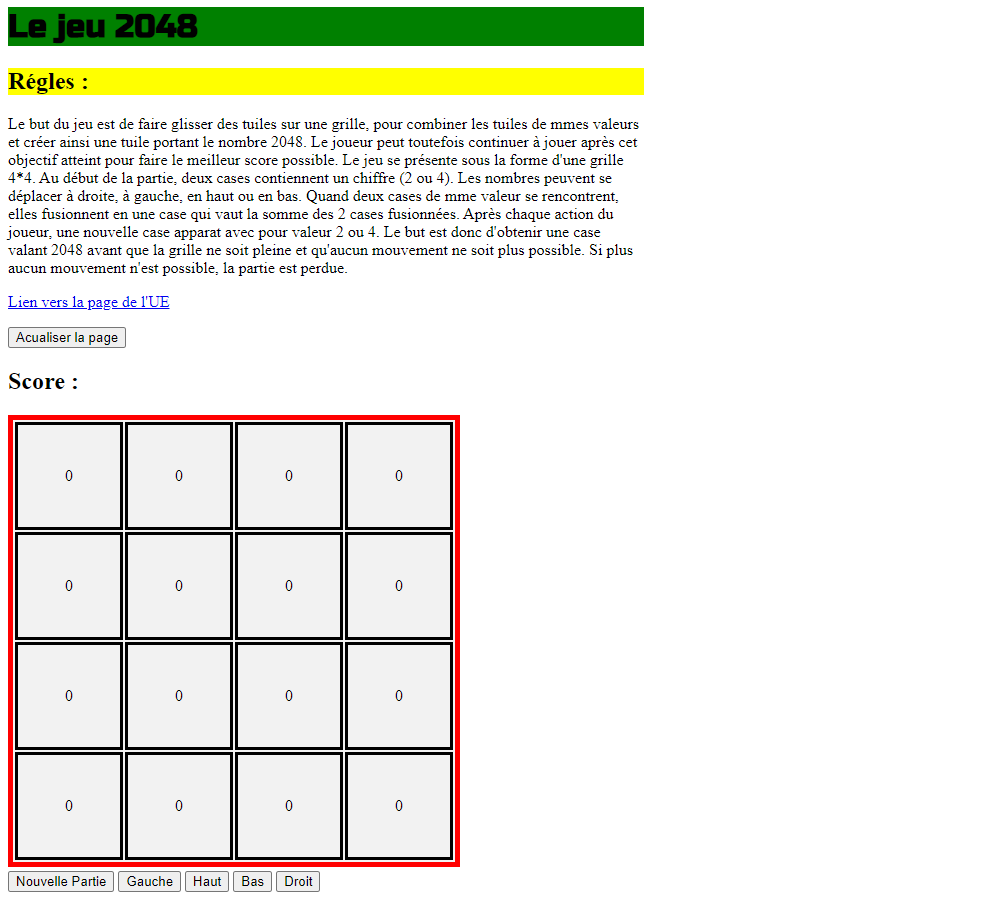 Le jeu 2048
Régles :
Le but du jeu est de faire glisser des tuiles sur une grille, pour combiner les tuiles de mmes valeurs
et créer ainsi une tuile portant le nombre 2048. Le joueur peut toutefois continuer à jouer après cet
objectif atteint pour faire le meilleur score possible. Le jeu se présente sous la forme d'une grille
4*4. Au début de la partie, deux cases contiennent un chiffre (2 ou 4). Les nombres peuvent se
déplacer à droite, à gauche, en haut ou en bas. Quand deux cases de mme valeur se rencontrent,
elles fusionnent en une case qui vaut la somme des 2 cases fusionnées. Après chaque action du
joueur, une nouvelle case apparat avec pour valeur 2 ou 4. Le but est donc d'obtenir une case
valant 2048 avant que la grille ne soit pleine et qu'aucun mouvement ne soit plus possible. Si plus
aucun mouvement n'est possible, la partie est perdue.
Lien vers la page de l'UE
Acualiser la page
Score :
0 0 0 0
0 0 0 0
0 0 0 0
0 0 0 0
Nouvelle Partie Gauche Haut Bas Droit